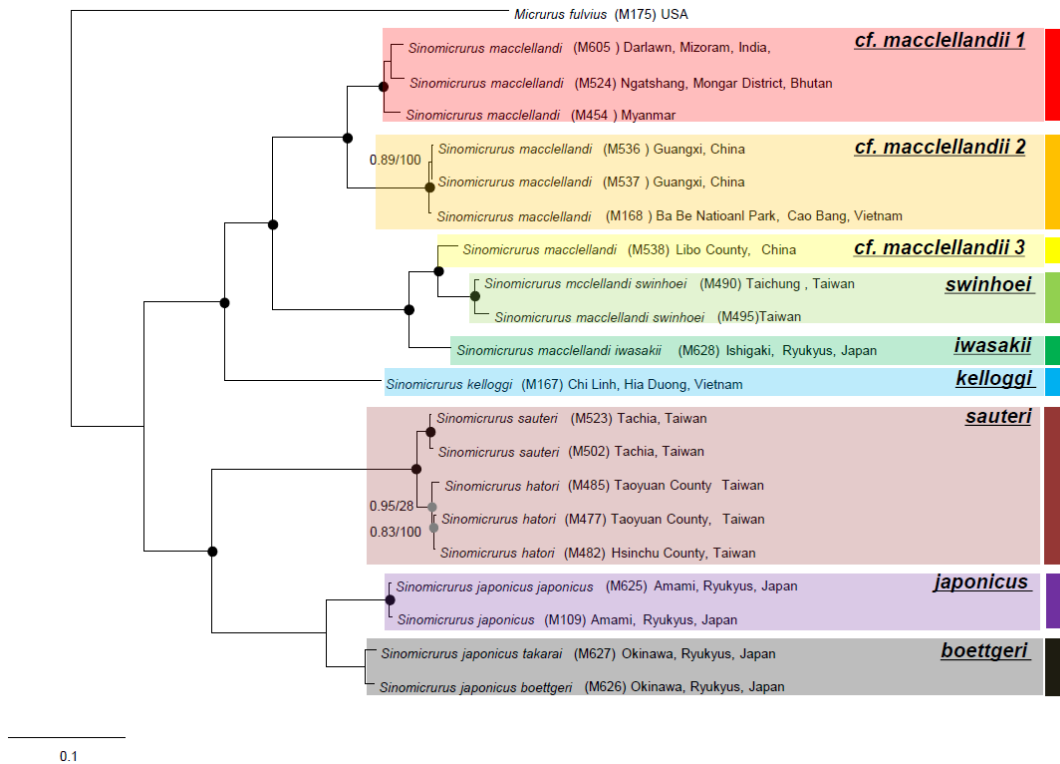 Micrurus fulvius (M175) USA
cf. macclellandii 1
Sinomicrurus macclellandi (M605 ) Darlawn, Mizoram, India,
Sinomicrurus macclellandi (M524) Ngatshang, Mongar District, Bhutan
Sinomicrurus macclellandi (M454 ) Myanmar
cf. macclellandii 2
Sinomicrurus macclellandi (M536 ) Guangxi, China
0.89/100
Sinomicrurus macclellandi (M537 ) Guangxi, China
Sinomicrurus macclellandi (M168 ) Ba Be Natioanl Park, Cao Bang, Vietnam
cf. macclellandii 3
Sinomicrurus macclellandi (M538) Libo County, China
swinhoei
Sinomicrurus mcclellandi swinhoei (M490) Taichung , Taiwan
Sinomicrurus macclellandi swinhoei (M495)Taiwan
iwasakii
Sinomicrurus macclellandi iwasakii (M628) Ishigaki, Ryukyus, Japan
kelloggi
Sinomicrurus kelloggi (M167) Chi Linh, Hia Duong, Vietnam
sauteri
Sinomicrurus sauteri (M523) Tachia, Taiwan
Sinomicrurus sauteri (M502) Tachia, Taiwan
Sinomicrurus hatori (M485) Taoyuan County Taiwan
0.95/28
Sinomicrurus hatori (M477) Taoyuan County, Taiwan
0.83/100
Sinomicrurus hatori (M482) Hsinchu County, Taiwan
japonicus
Sinomicrurus japonicus japonicus (M625) Amami, Ryukyus, Japan
Sinomicrurus japonicus (M109) Amami, Ryukyus, Japan
boettgeri
Sinomicrurus japonicus takarai (M627) Okinawa, Ryukyus, Japan
Sinomicrurus japonicus boettgeri (M626) Okinawa, Ryukyus, Japan
0.1